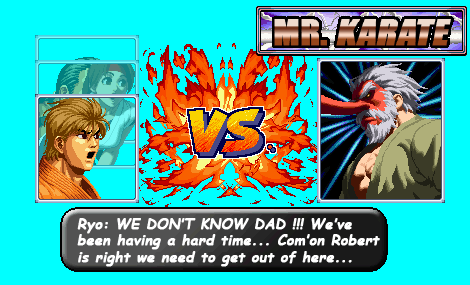 MR. KARATE
VS
Ryo: WE DON'T KNOW DAD !!! We've
been having a hard time... Com'on Robert
is right we need to get out of here...